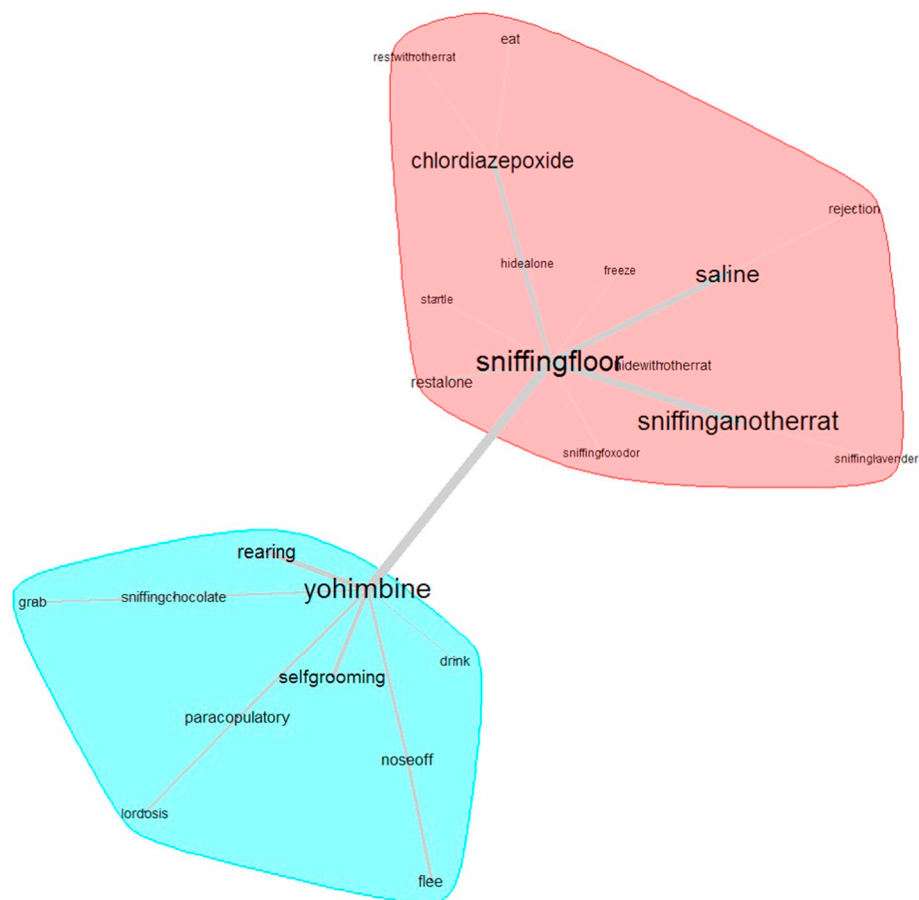 eat
restwithotherrat
chlordiazepoxide
rejection
hidealone
freeze
saline
startle
sniffingfloor
hidewithotherrat
restalone
sniffinganotherrat
sniffingfoxodor
sniffinglavender
rearing
yohimbine
grab
sniffingchocolate
drink
selfgrooming
paracopulatory
noseoff
lordosis
flee